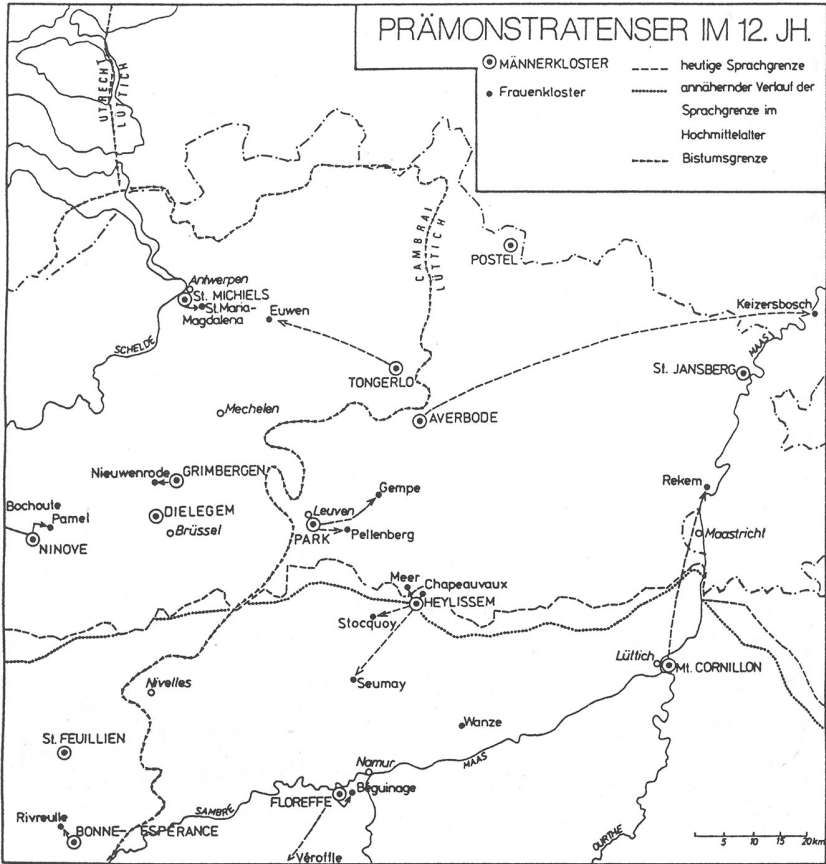 PRÄMONSTRATENSER IM 12. JH.
MÄNNERKLOSTER
Frauenkloster
heutige Sprachgrenze
annähernder Verlauf der
Sprachgrenze im
Hochmittelalter
Bistumsgrenze
UTRECHT
LÜTTICH
CAMBRAI
LÜTTICH
POSTEL
Antwerpen
St. MICHIELS
St.Maria-
Magdalena
Euwen
Keizersbosch
SCHELDE
MAAS
TONGERLO
St. JANSBERG
Mechelen
AVERBODE
Nieuwenrode
GRIMBERGEN
Gempe
Rekem
Bochoute
Pamel
DIELEGEM
Leuven
Brüssel
PARK
Pellenberg
Maastricht
NINOVE
Meer
Chapeauvaux
HEYLISSEM
Stocquoy
Lüttich
Mt. CORNILLON
Nivelles
Seumay
Wanze
St. FEUILLIEN
Namur
MAAS
FLOREFFE
Béguinage
SAMBRE
Rivreulle
BONNE-ESPÉRANCE
OURTHE
Véroffle
5 10 15 20 km